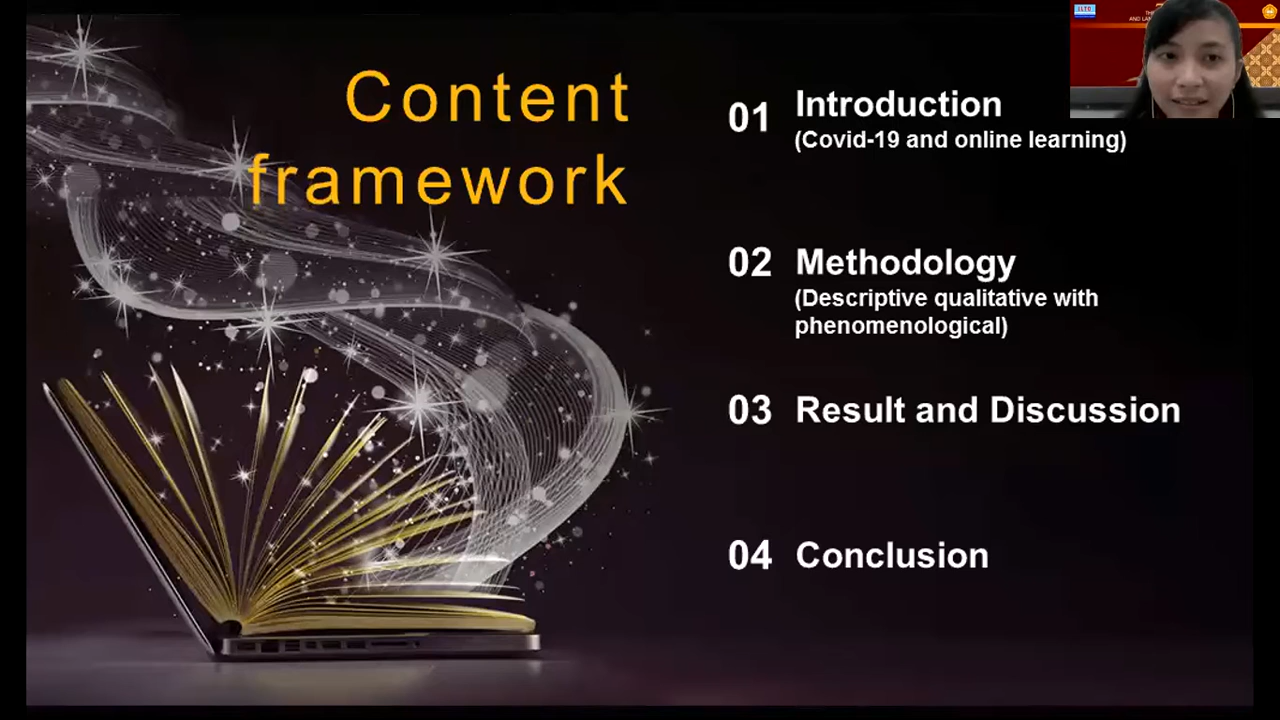 Content
framework
01 Introduction
(Covid-19 and online learning)
02 Methodology
(Descriptive qualitative with
phenomenological)
03 Result and Discussion
04 Conclusion